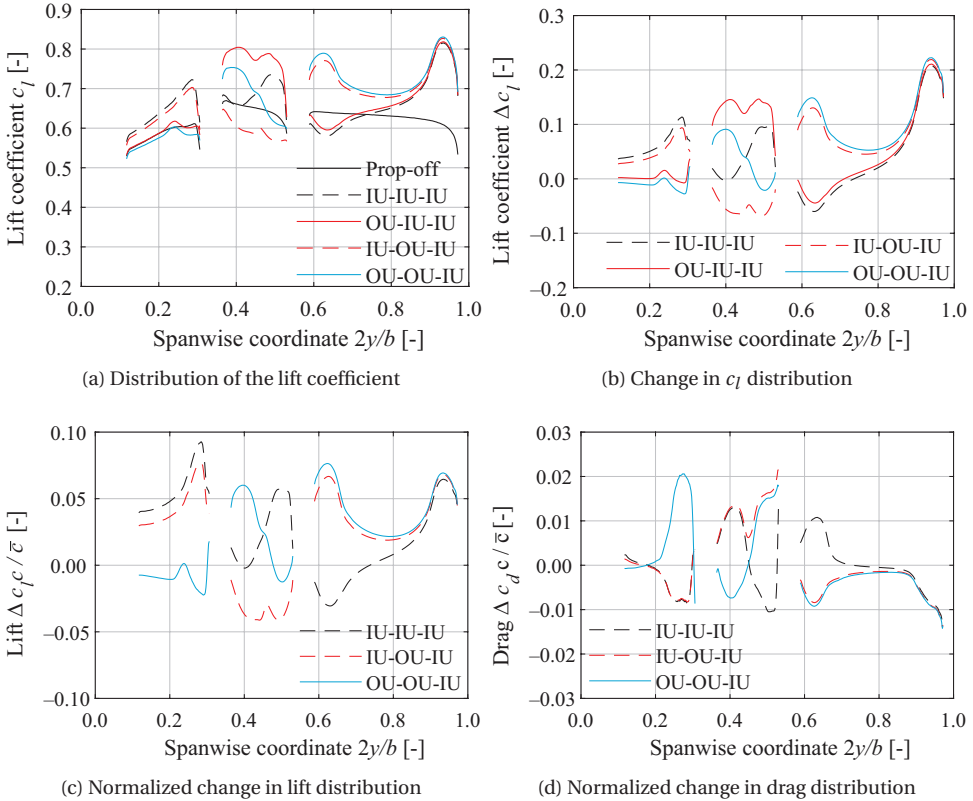 0.9
0.8
0.7
0.6
0.5
0.4
0.3
0.2
Lift coefficient c_l [-]
Prop-off
IU-IU-IU
OU-IU-IU
IU-OU-IU
OU-OU-IU
0.0 0.2 0.4 0.6 0.8 1.0
Spanwise coordinate 2y/b [-]
(a) Distribution of the lift coefficient
0.3
0.2
0.1
0.0
−0.1
−0.2
Lift coefficient Δc_l [-]
IU-IU-IU IU-OU-IU
OU-IU-IU OU-OU-IU
0.0 0.2 0.4 0.6 0.8 1.0
Spanwise coordinate 2y/b [-]
(b) Change in c_l distribution
0.10
0.05
0.00
−0.05
−0.10
Lift Δ c_l c / c̅ [-]
IU-IU-IU
IU-OU-IU
OU-OU-IU
0.0 0.2 0.4 0.6 0.8 1.0
Spanwise coordinate 2y/b [-]
(c) Normalized change in lift distribution
0.03
0.02
0.01
0.00
−0.01
−0.02
−0.03
Drag Δ c_d c / c̅ [-]
IU-IU-IU
IU-OU-IU
OU-OU-IU
0.0 0.2 0.4 0.6 0.8 1.0
Spanwise coordinate 2y/b [-]
(d) Normalized change in drag distribution